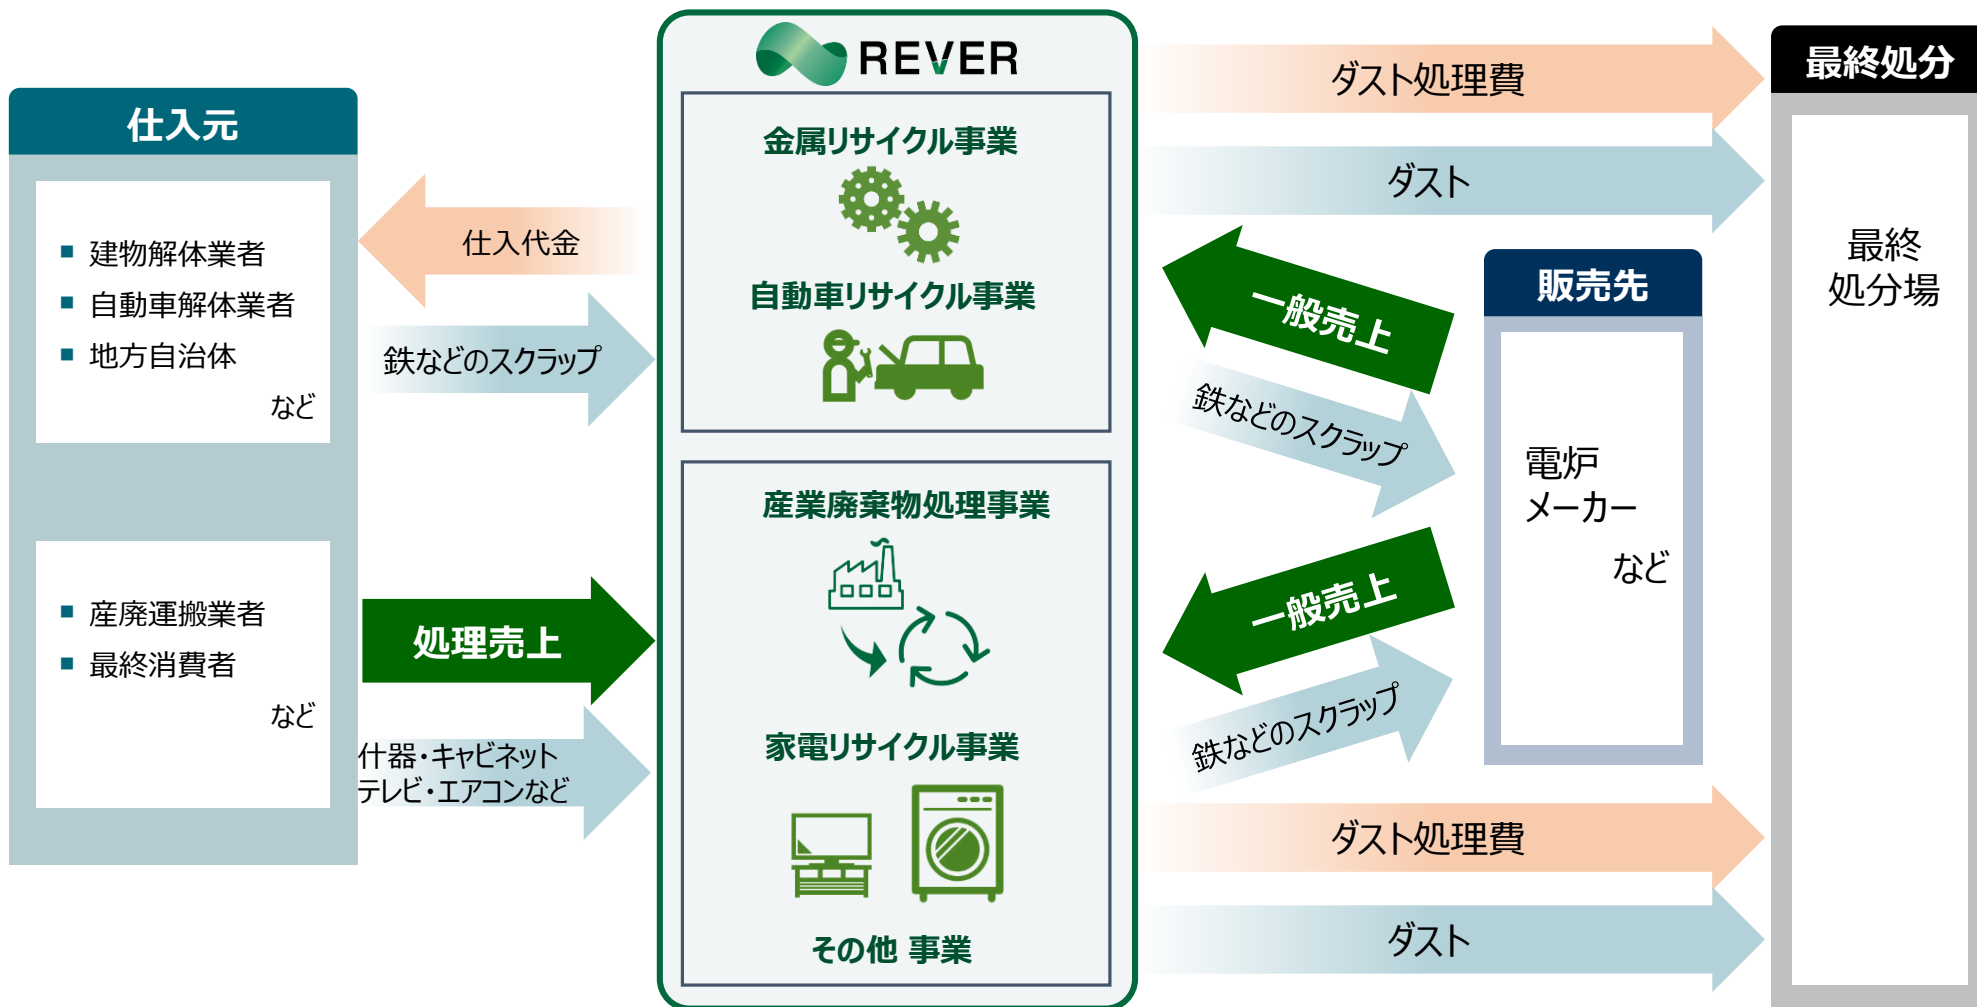 仕入元
■ 建物解体業者
■ 自動車解体業者
■ 地方自治体
など
■ 産廃運搬業者
■ 最終消費者
など
仕入代金
鉄などのスクラップ
処理売上
什器・キャビネット
テレビ・エアコンなど
REVER
金属リサイクル事業
自動車リサイクル事業
産業廃棄物処理事業
家電リサイクル事業
その他 事業
ダスト処理費
ダスト
一般売上
鉄などのスクラップ
一般売上
鉄などのスクラップ
ダスト処理費
ダスト
販売先
電炉
メーカー
など
最終処分
最終
処分場